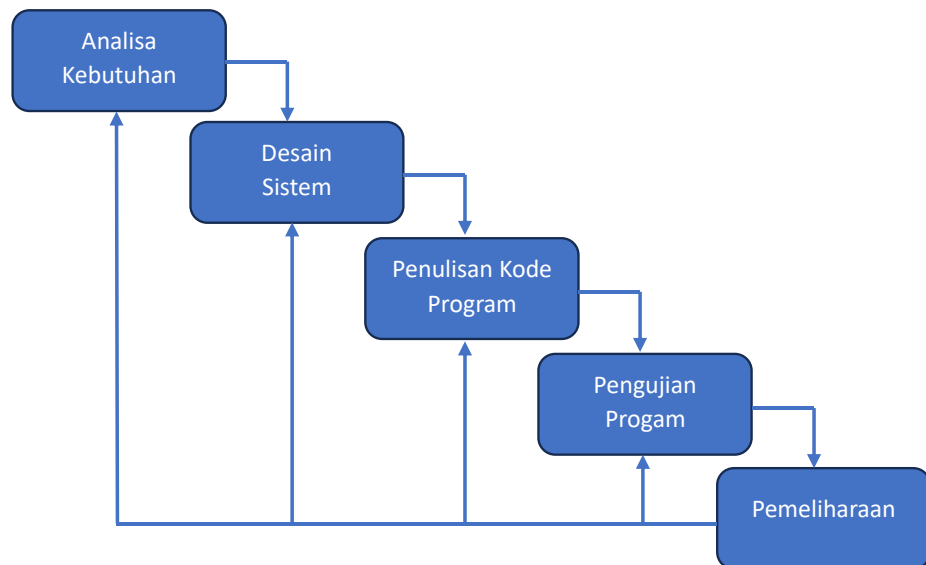 Analisa
Kebutuhan
Desain
Sistem
Penulisan Kode
Program
Pengujian
Progam
Pemeliharaan